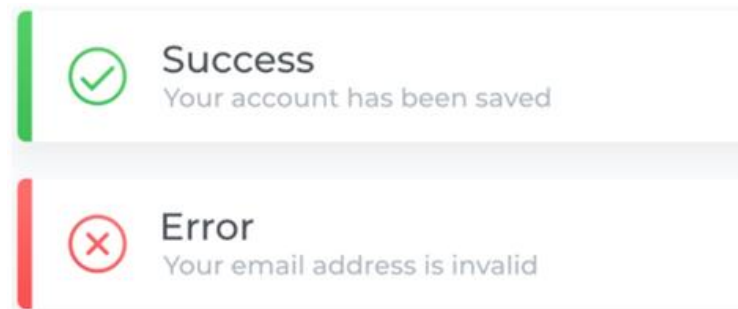 Success
Your account has been saved
Error
Your email address is invalid